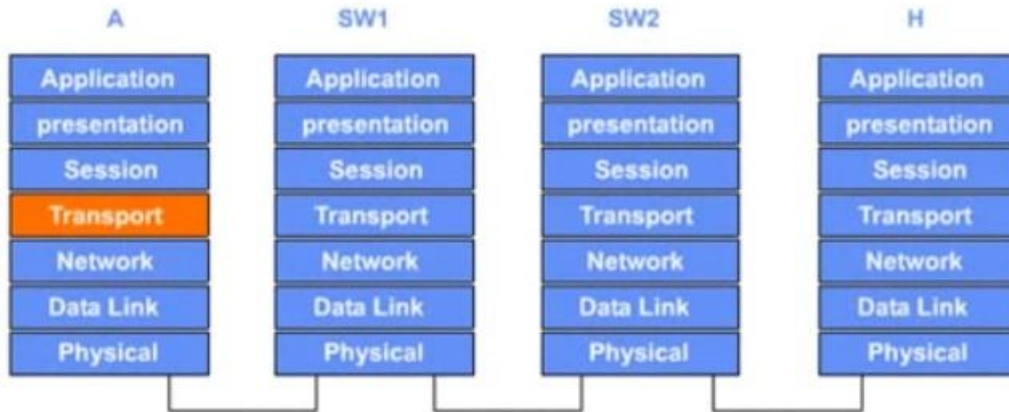 A SW1 SW2 H
Application Application Application Application
presentation presentation presentation presentation
Session Session Session Session
Transport Transport Transport Transport
Network Network Network Network
Data Link Data Link Data Link Data Link
Physical Physical Physical Physical